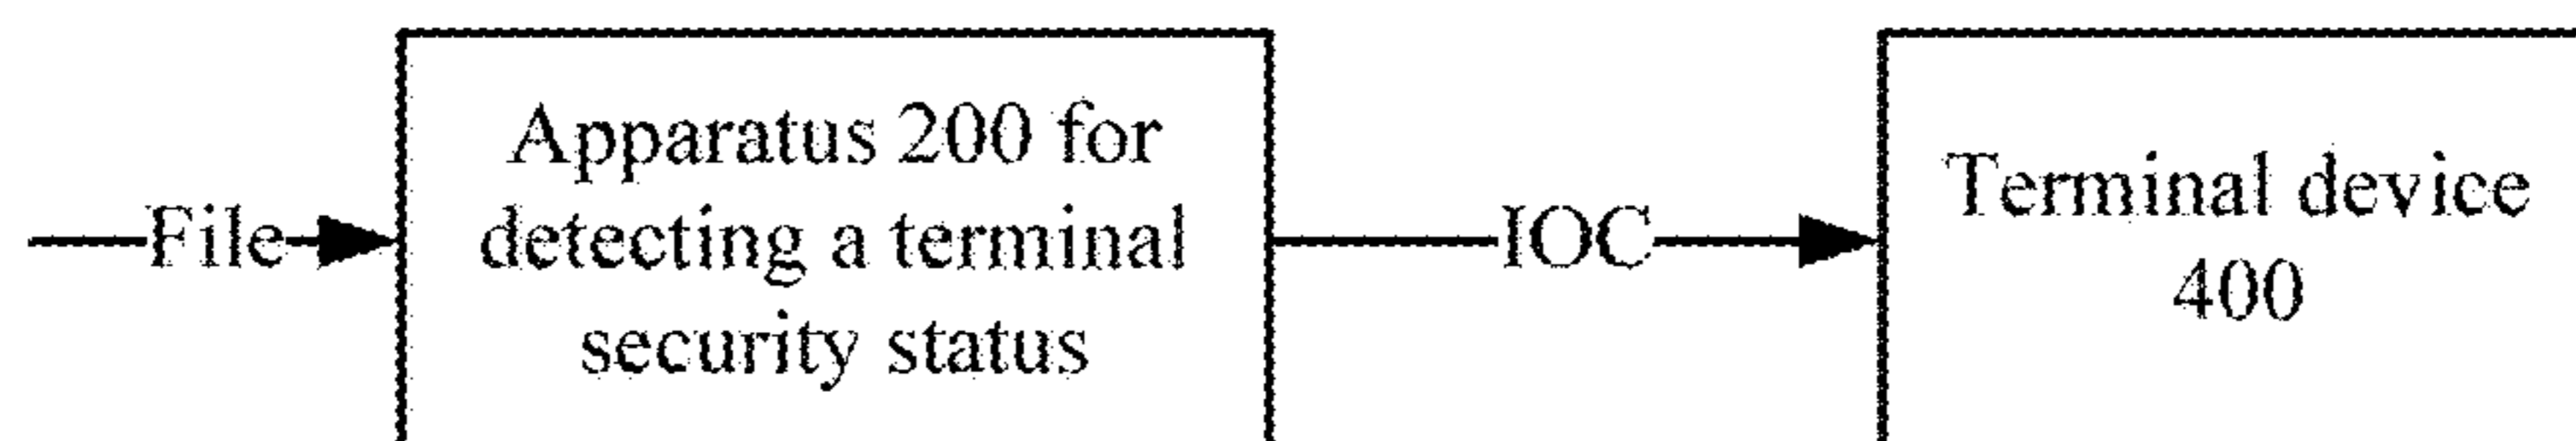 File
Apparatus 200 for
detecting a terminal
security status
IOC
Terminal device
400